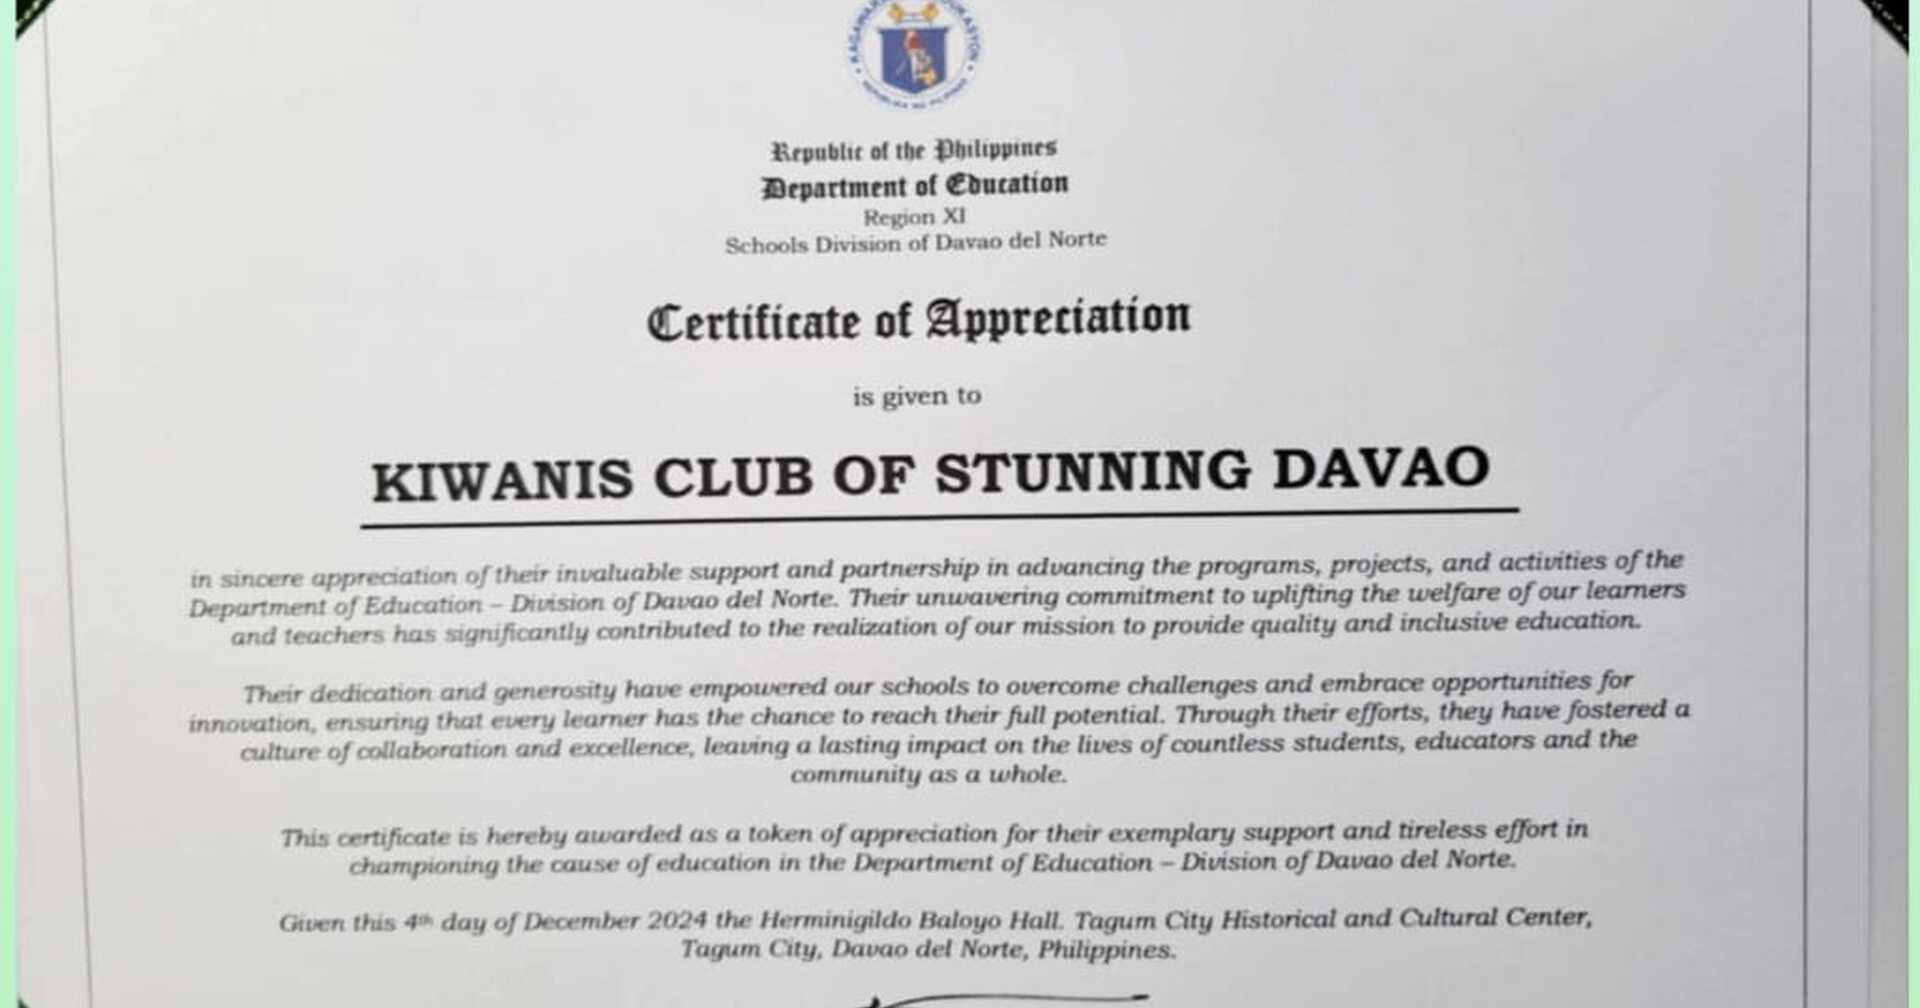 Republic of the Philippines
Department of Education
Region XI
Schools Division of Davao del Norte
Certificate of Appreciation
is given to
KIWANIS CLUB OF STUNNING DAVAO
in sincere appreciation of their invaluable support and partnership in advancing the programs, projects, and activities of the
Department of Education – Division of Davao del Norte. Their unwavering commitment to uplifting the welfare of our learners
and teachers has significantly contributed to the realization of our mission to provide quality and inclusive education.
Their dedication and generosity have empowered our schools to overcome challenges and embrace opportunities for
innovation, ensuring that every learner has the chance to reach their full potential. Through their efforts, they have fostered a
culture of collaboration and excellence, leaving a lasting impact on the lives of countless students, educators and the
community as a whole.
This certificate is hereby awarded as a token of appreciation for their exemplary support and tireless effort in
championing the cause of education in the Department of Education – Division of Davao del Norte.
Given this 4th day of December 2024 the Herminigildo Baloyo Hall. Tagum City Historical and Cultural Center,
Tagum City, Davao del Norte, Philippines.